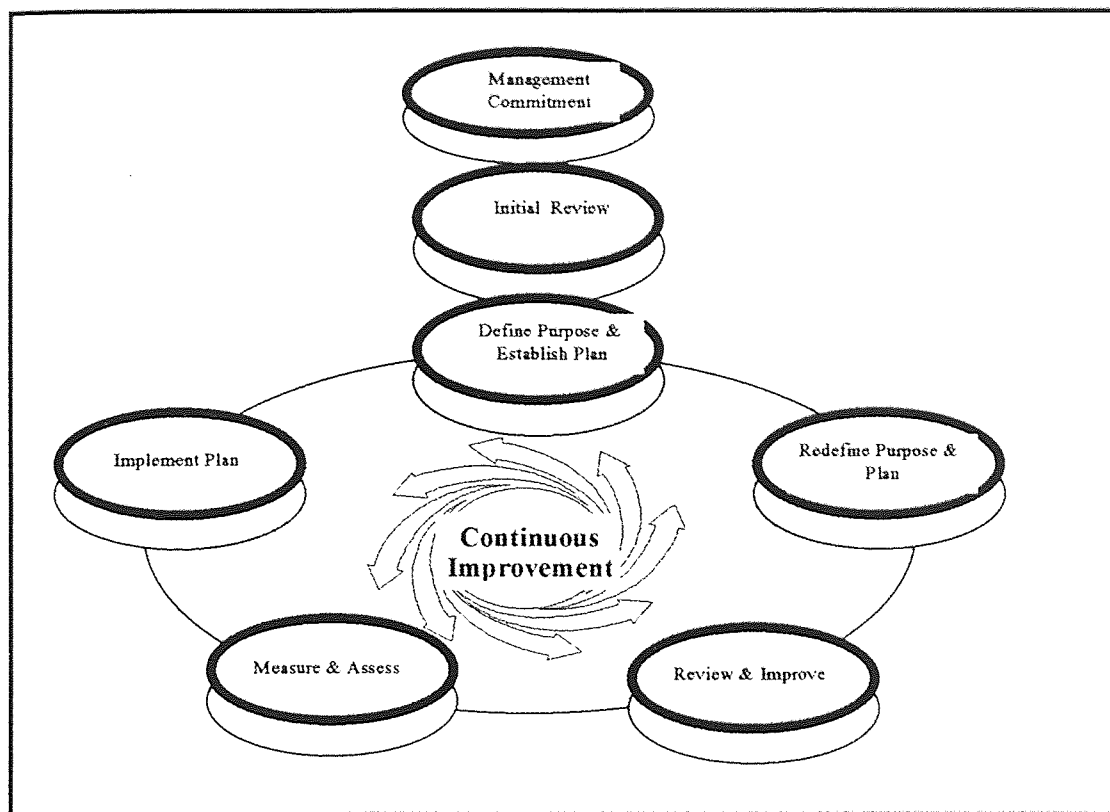 Management
Commitment
Initial Review
Define Purpose &
Establish Plan
Implement Plan
Redefine Purpose &
Plan
Continuous
Improvement
Measure & Assess
Review & Improve